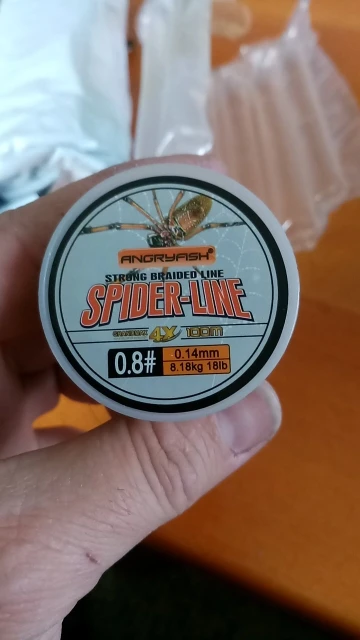 ANGRYFISH®
STRONG BRAIDED LINE
SPIDER-LINE
4X 100m
0.8# 0.14mm
8.18kg 18lb